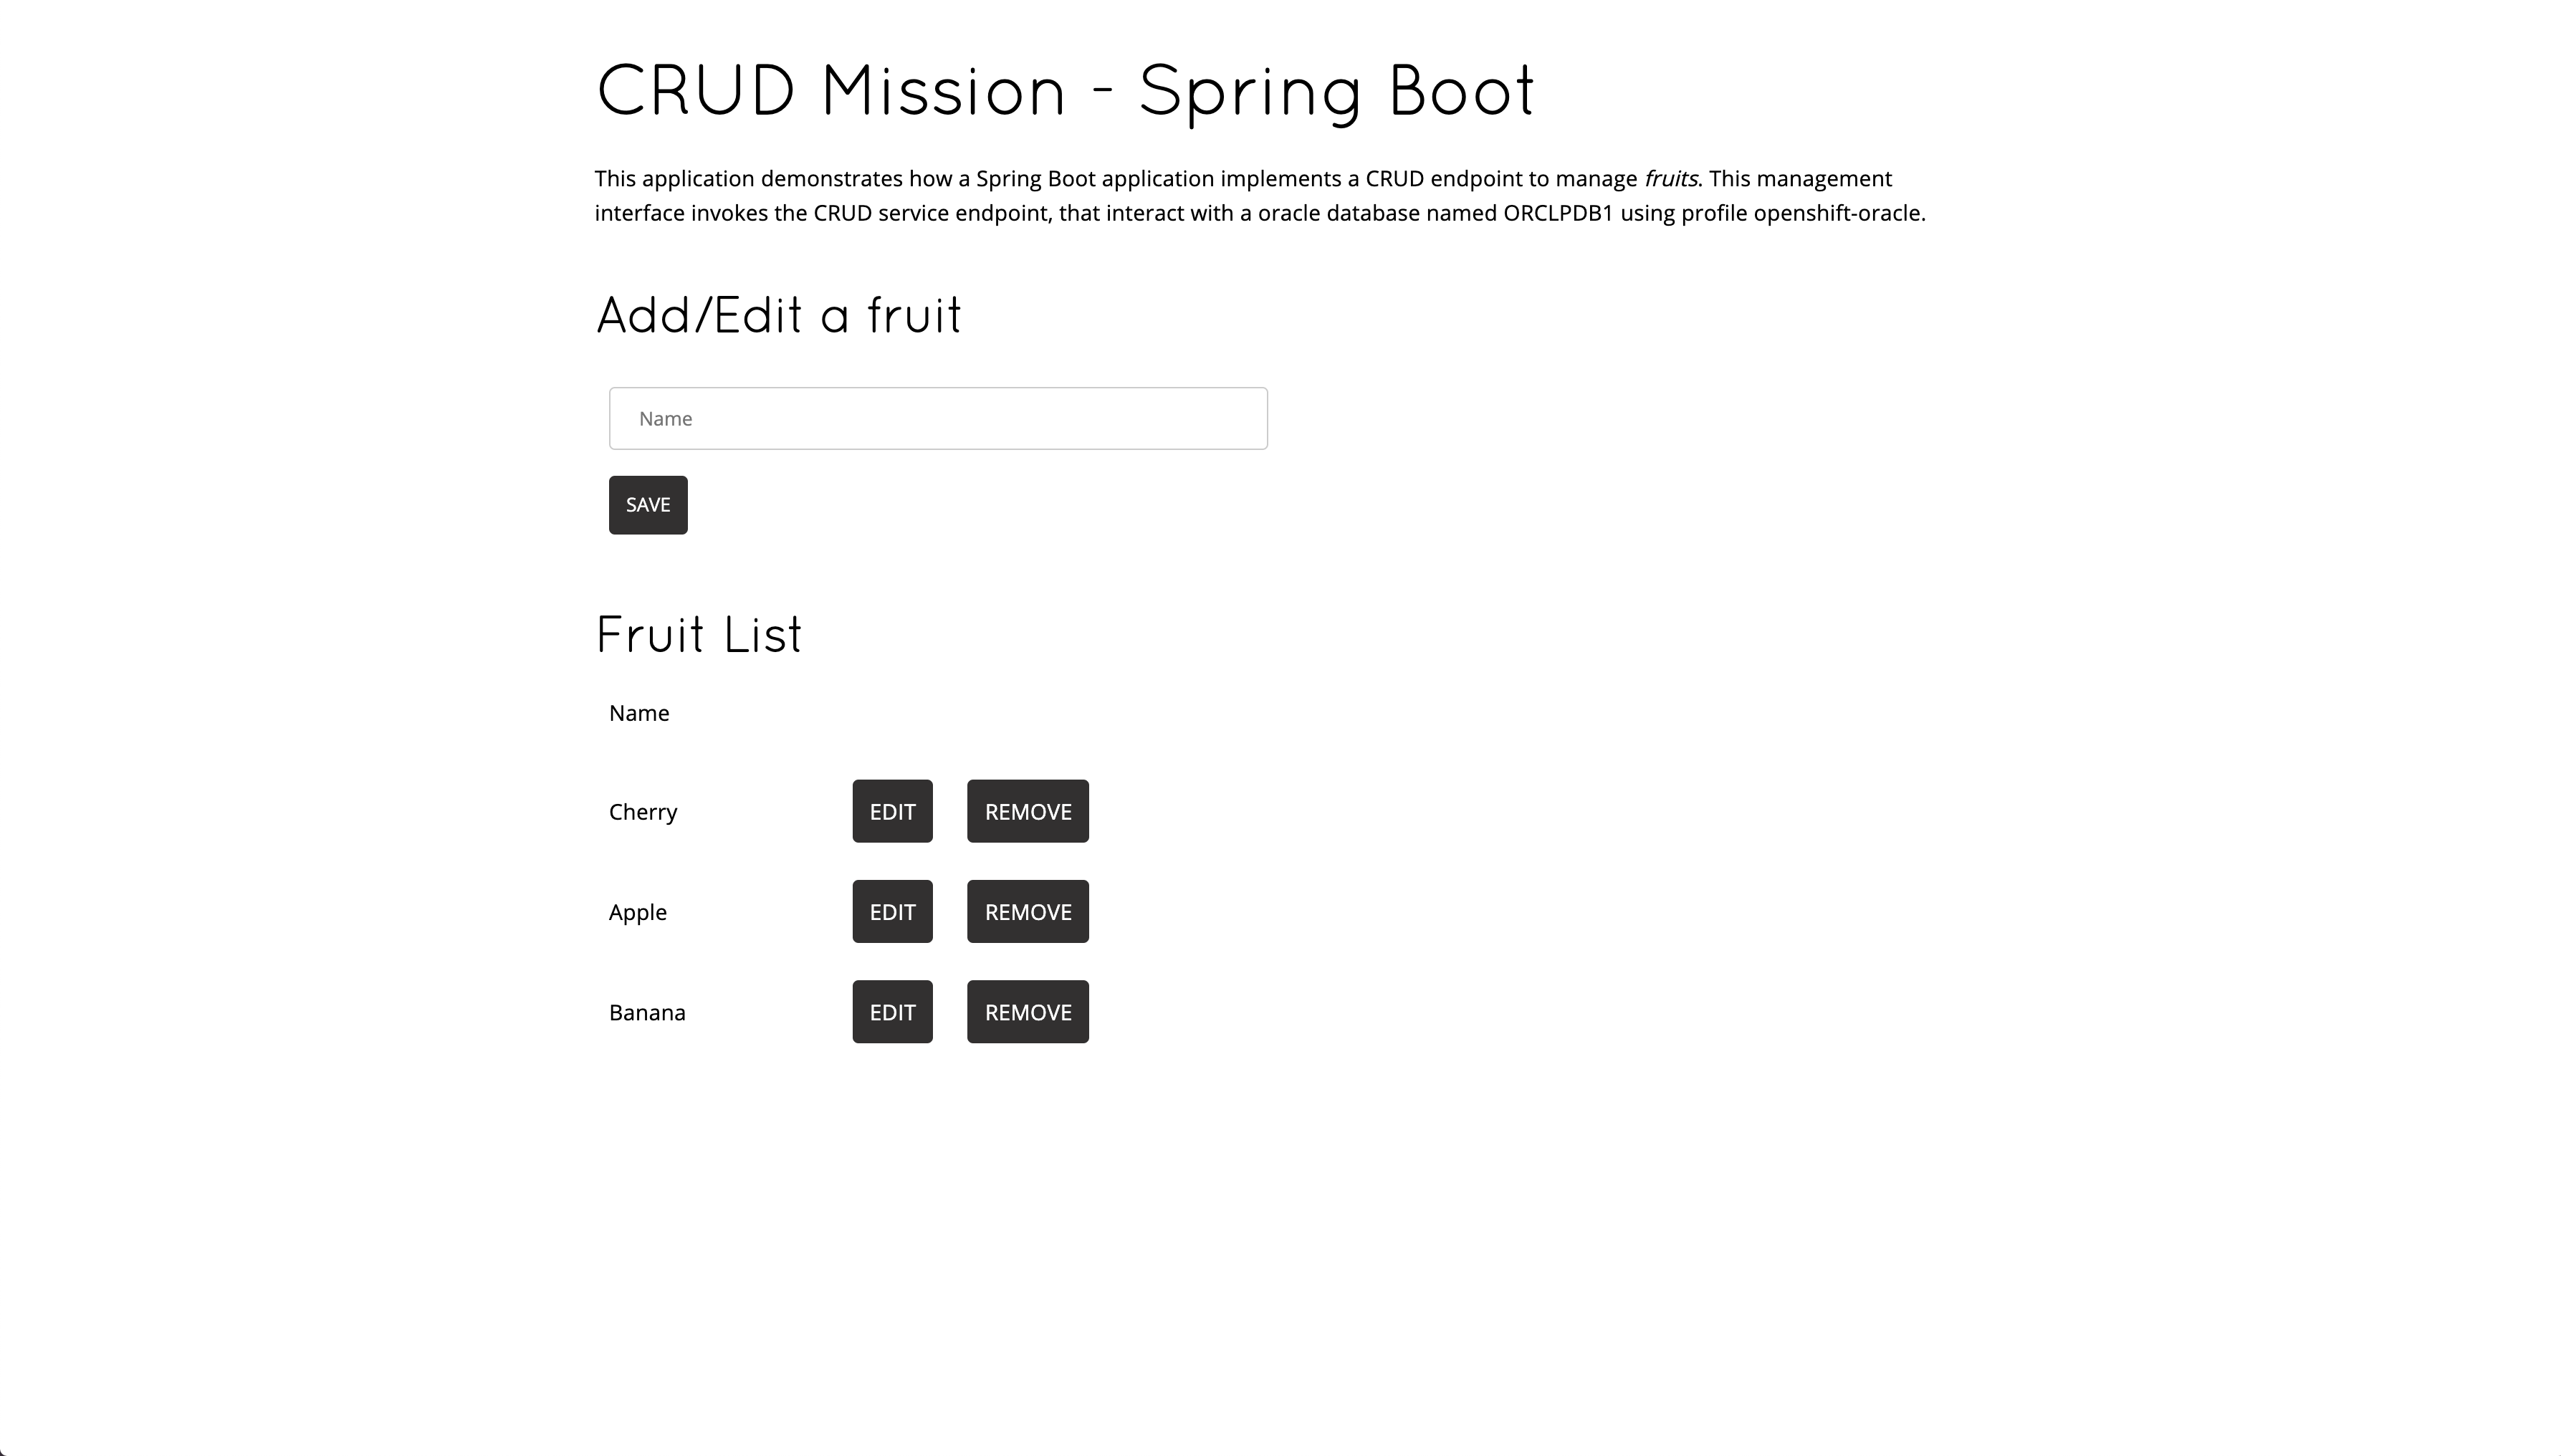 CRUD Mission - Spring Boot
This application demonstrates how a Spring Boot application implements a CRUD endpoint to manage fruits. This management
interface invokes the CRUD service endpoint, that interact with a oracle database named ORCLPDB1 using profile openshift-oracle.
Add/Edit a fruit
Name
SAVE
Fruit List
Name
Cherry EDIT REMOVE
Apple EDIT REMOVE
Banana EDIT REMOVE